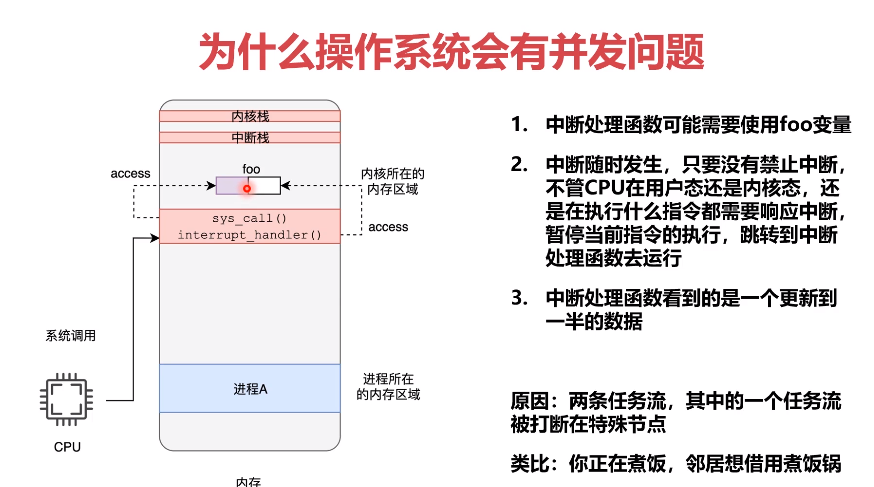 为什么操作系统会有并发问题
内核栈
中断栈
foo
access
内核所在的
内存区域
sys_call()
interrupt_handler()
access
系统调用
进程A
进程所在
的内存区域
CPU
内存
1. 中断处理函数可能需要使用foo变量
2. 中断随时发生，只要没有禁止中断，
不管CPU在用户态还是内核态，还
是在执行什么指令都需要响应中断，
暂停当前指令的执行，跳转到中断
处理函数去运行
3. 中断处理函数看到的是一个更新到
一半的数据
原因：两条任务流，其中的一个任务流
被打断在特殊节点
类比：你正在煮饭，邻居想借用煮饭锅